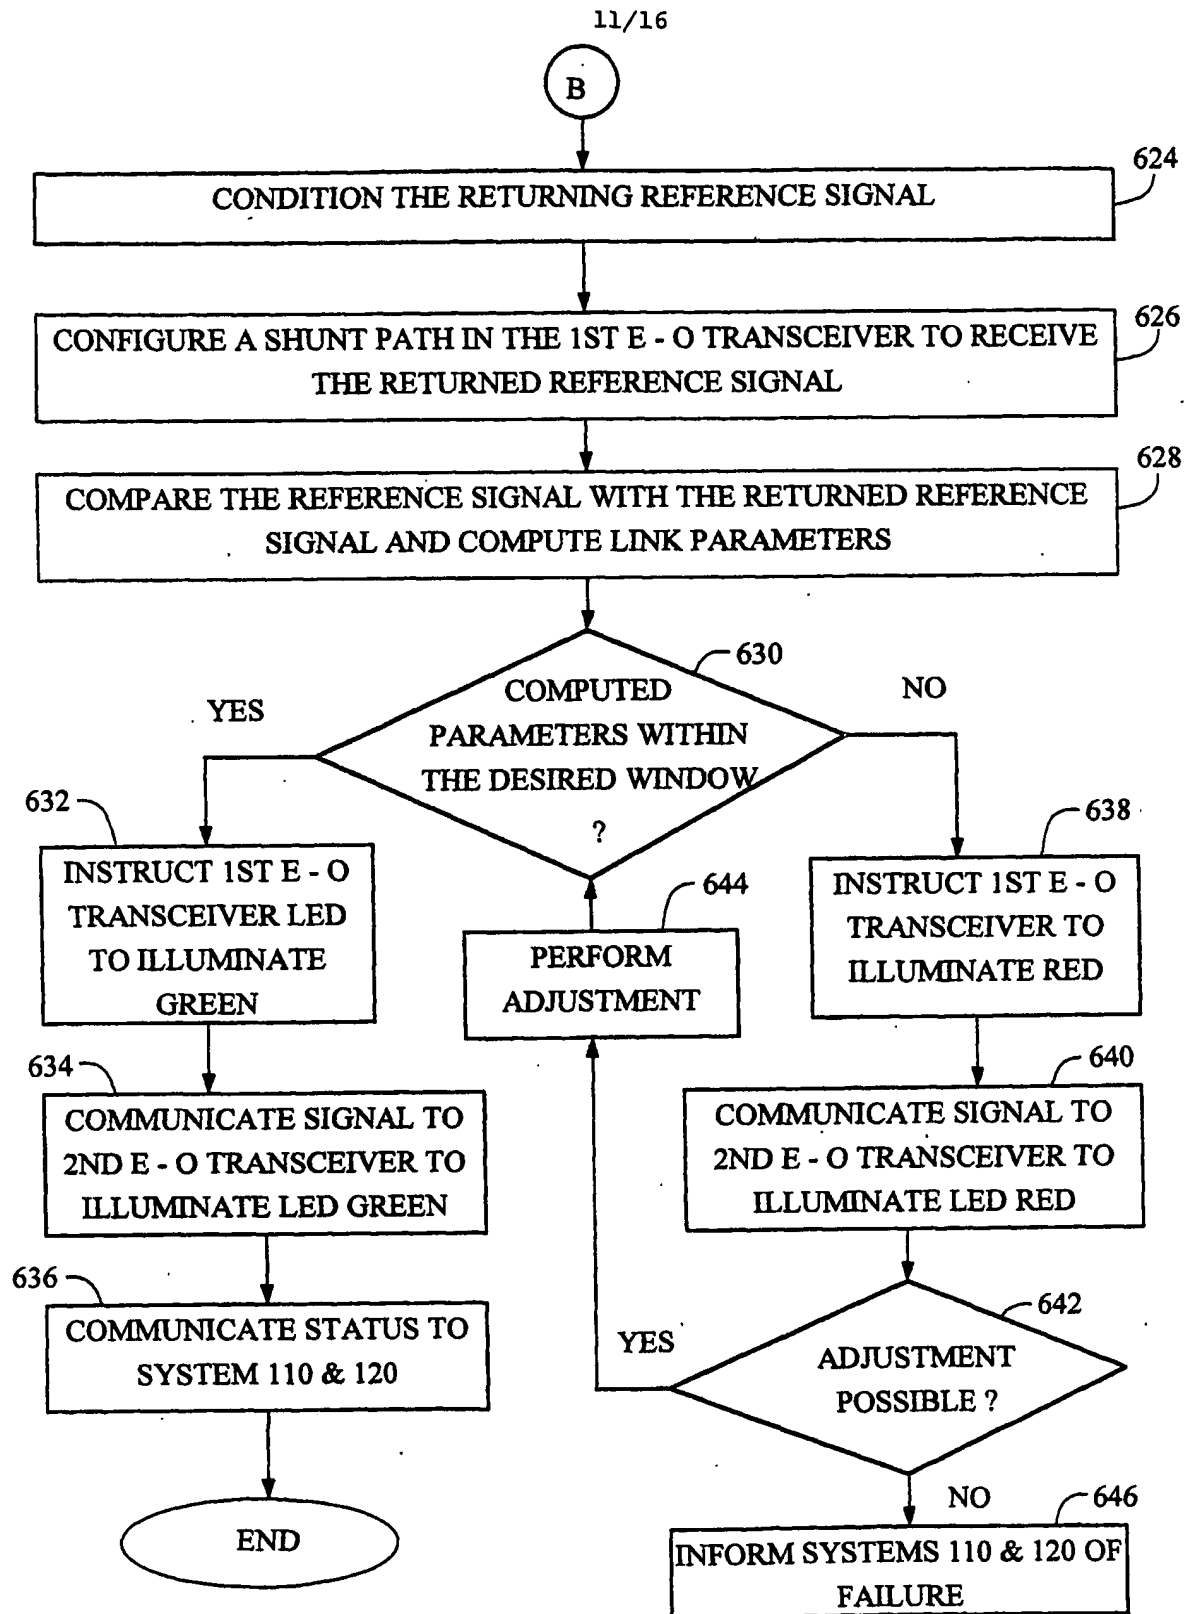 11/16
B
624
CONDITION THE RETURNING REFERENCE SIGNAL
626
CONFIGURE A SHUNT PATH IN THE 1ST E - O TRANSCEIVER TO RECEIVE
THE RETURNED REFERENCE SIGNAL
628
COMPARE THE REFERENCE SIGNAL WITH THE RETURNED REFERENCE
SIGNAL AND COMPUTE LINK PARAMETERS
630
COMPUTED
PARAMETERS WITHIN
THE DESIRED WINDOW
?
YES
NO
632
INSTRUCT 1ST E - O
TRANSCEIVER LED
TO ILLUMINATE
GREEN
634
COMMUNICATE SIGNAL TO
2ND E - O TRANSCEIVER TO
ILLUMINATE LED GREEN
636
COMMUNICATE STATUS TO
SYSTEM 110 & 120
END
644
PERFORM
ADJUSTMENT
638
INSTRUCT 1ST E - O
TRANSCEIVER TO
ILLUMINATE RED
640
COMMUNICATE SIGNAL TO
2ND E - O TRANSCEIVER TO
ILLUMINATE LED RED
642
YES
ADJUSTMENT
POSSIBLE ?
NO
646
INFORM SYSTEMS 110 & 120 OF
FAILURE